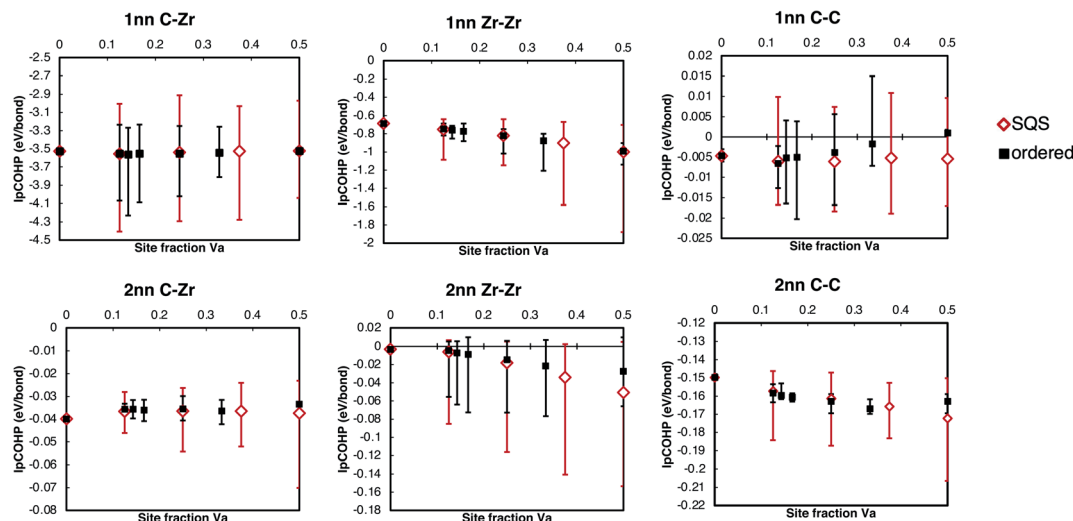 1nn C-Zr
0 0.1 0.2 0.3 0.4 0.5
-2.5
-2.7
-2.9
-3.1
-3.3
-3.5
-3.7
-3.9
-4.1
-4.3
-4.5
IpCOHP (eV/bond)
Site fraction Va
1nn Zr-Zr
0 0.1 0.2 0.3 0.4 0.5
0
-0.2
-0.4
-0.6
-0.8
-1
-1.2
-1.4
-1.6
-1.8
-2
IpCOHP (eV/bond)
Site fraction Va
1nn C-C
0 0.1 0.2 0.3 0.4 0.5
0.02
0.015
0.01
0.005
0
-0.005
-0.01
-0.015
-0.02
-0.025
IpCOHP (eV/bond)
Site fraction Va
SQS
ordered
2nn C-Zr
0 0.1 0.2 0.3 0.4 0.5
0
-0.01
-0.02
-0.03
-0.04
-0.05
-0.06
-0.07
-0.08
IpCOHP (eV/bond)
Site fraction Va
2nn Zr-Zr
0 0.1 0.2 0.3 0.4 0.5
0.02
0
-0.02
-0.04
-0.06
-0.08
-0.1
-0.12
-0.14
-0.16
-0.18
IpCOHP (eV/bond)
Site fraction Va
2nn C-C
0 0.1 0.2 0.3 0.4 0.5
-0.12
-0.13
-0.14
-0.15
-0.16
-0.17
-0.18
-0.19
-0.2
-0.21
-0.22
IpCOHP (eV/bond)
Site fraction Va